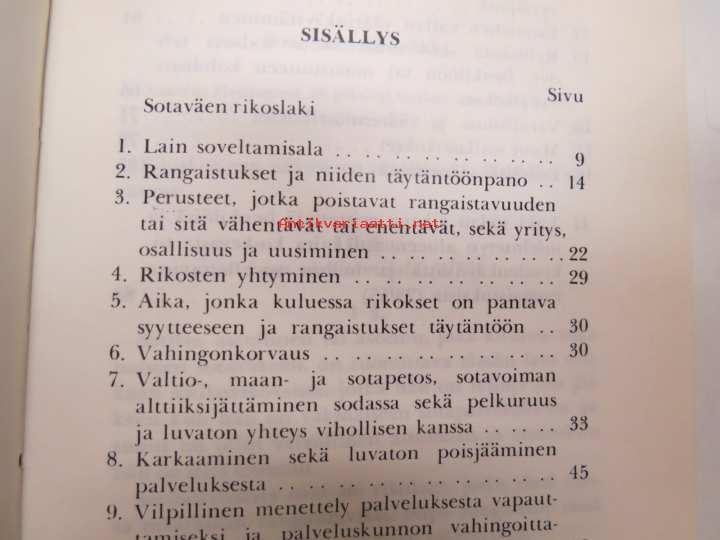 SISÄLLYS
Sivu
Sotaväen rikoslaki
1. Lain soveltamisala . . . . . . . . . . . . . . . 9
2. Rangaistukset ja niiden täytäntöönpano . . 14
3. Perusteet, jotka poistavat rangaistavuuden
tai sitä vähentävät tai enentävät, sekä yritys,
osallisuus ja uusiminen . . . . . . . . . . . . . 22
4. Rikosten yhtyminen . . . . . . . . . . . . . . 29
5. Aika, jonka kuluessa rikokset on pantava
syytteeseen ja rangaistukset täytäntöön . . 30
6. Vahingonkorvaus . . . . . . . . . . . . . . . . 30
7. Valtio-, maan- ja sotapetos, sotavoiman
alttiiksijättäminen sodassa sekä pelkuruus
ja luvaton yhteys vihollisen kanssa . . . . . . 33
8. Karkaaminen sekä luvaton poisjääminen
palveluksesta . . . . . . . . . . . . . . . . . . . 45
9. Vilpillinen menettely palveluksesta vapaut-
tamiseksi ja palveluskunnon vahingoitta-
Antikvariaatti.net